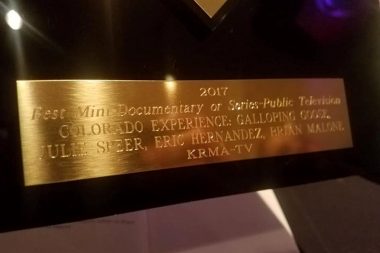 2017
Best Mini-Documentary or Series-Public Television
COLORADO EXPERIENCE: GALLOPING GOOSE
JULIE SPEER, ERIC HERNANDEZ, BRIAN MALONE
KRMA-TV